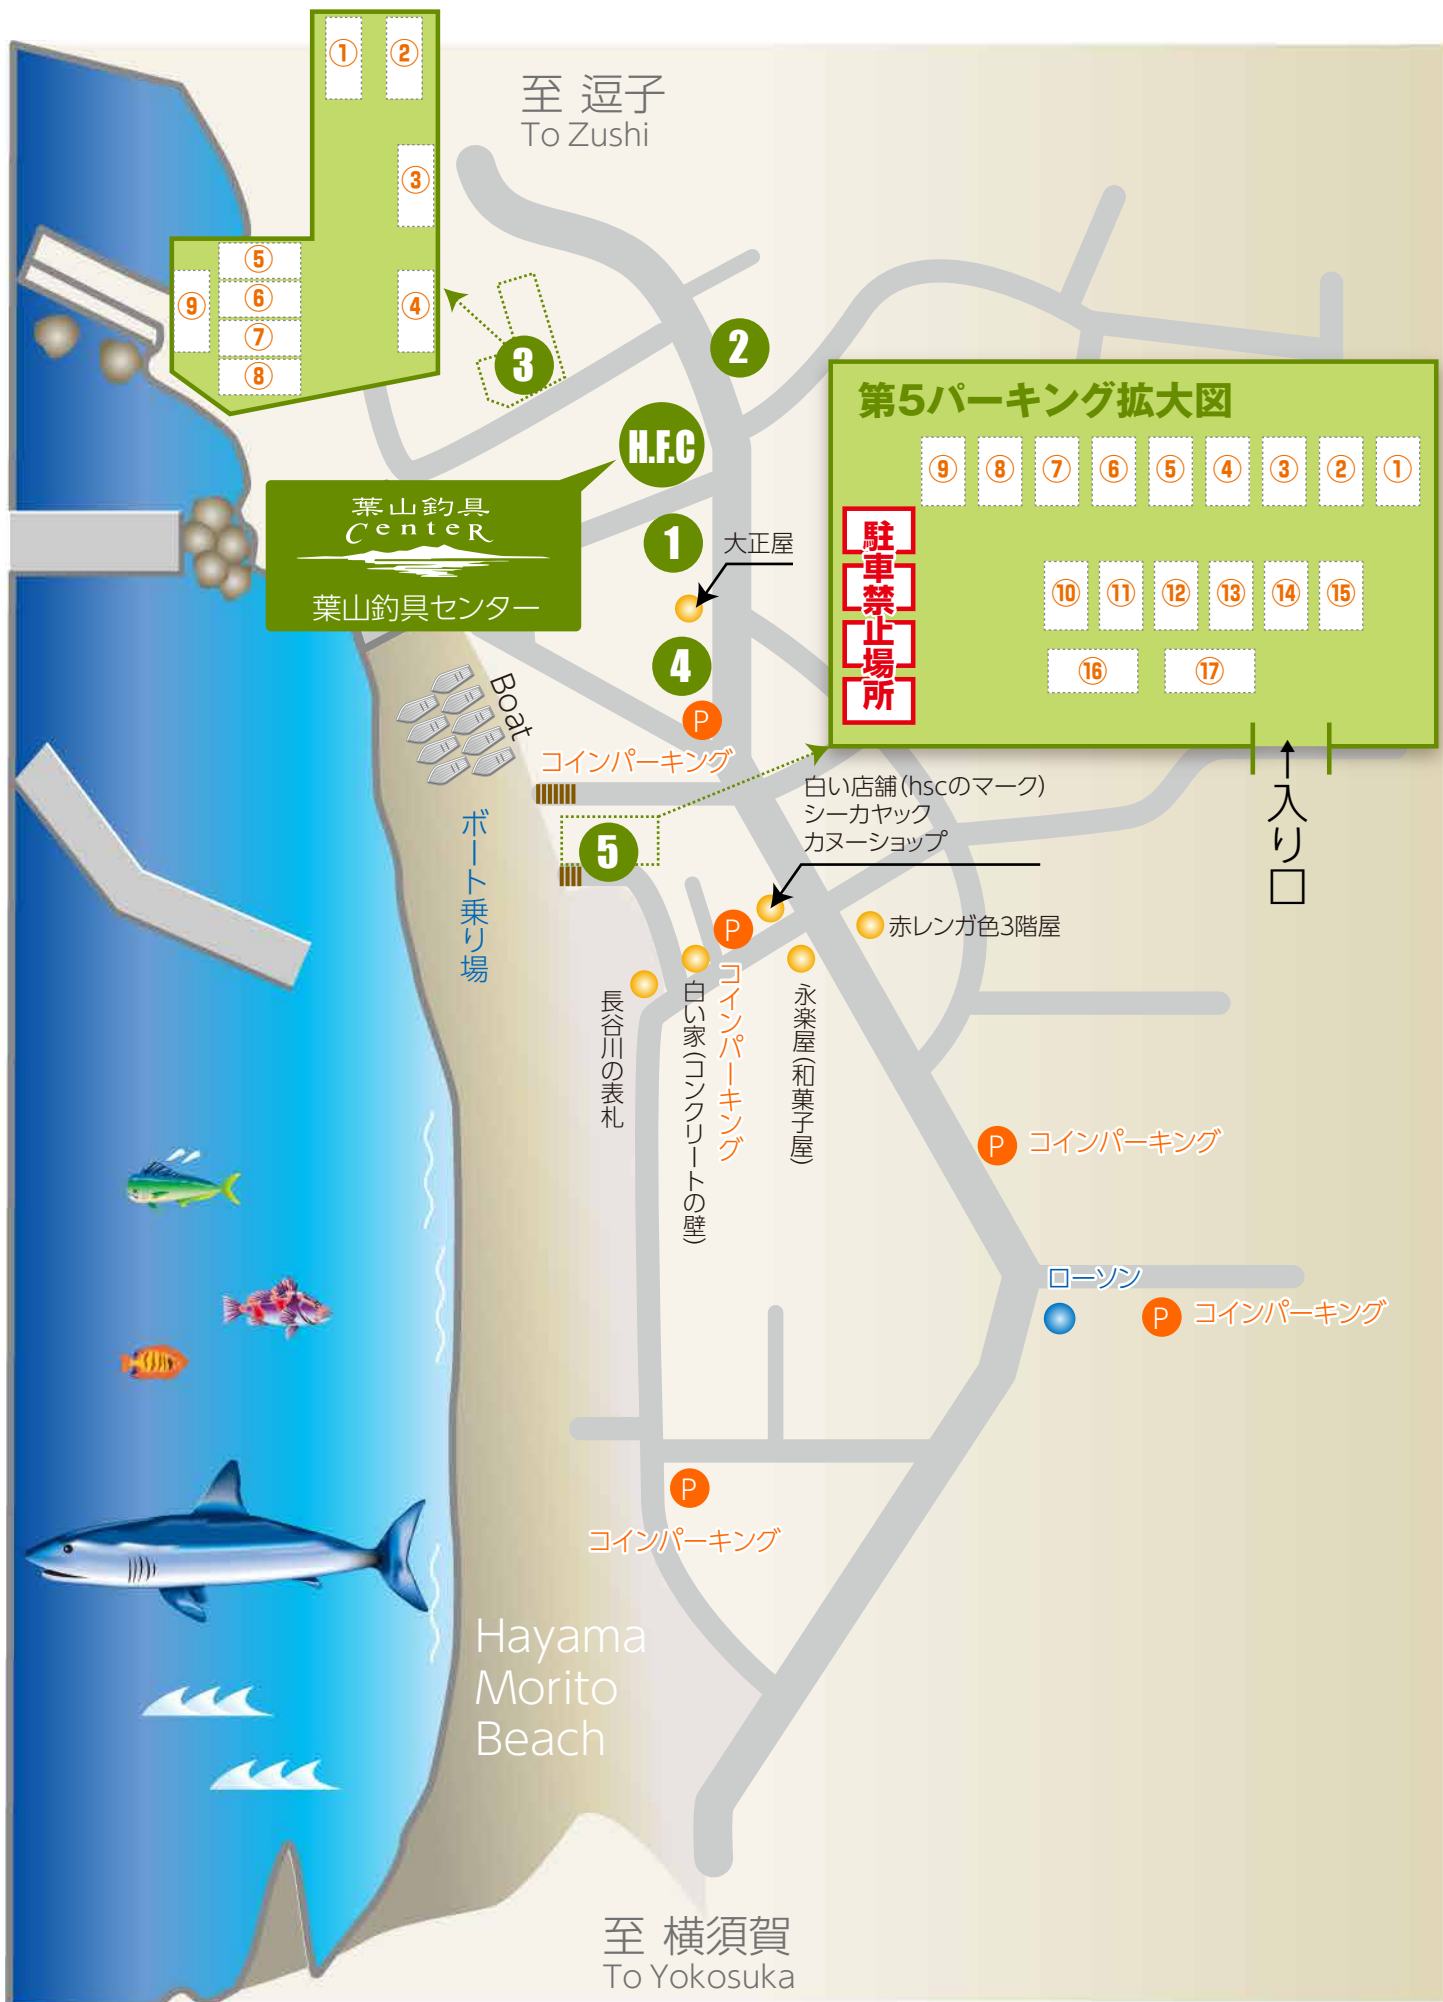 ①
②
③
④
⑤
⑥
⑦
⑧
⑨
至 逗子
To Zushi
3
2
H.F.C
葉山釣具
CenteR
葉山釣具センター
1
大正屋
4
P
コインパーキング
Boat
ボート乗り場
5
第5パーキング拡大図
⑨
⑧
⑦
⑥
⑤
④
③
②
①
駐車禁止場所
⑩
⑪
⑫
⑬
⑭
⑮
⑯
⑰
入り口
白い店舗(hscのマーク)
シーカヤック
カヌーショップ
P
コインパーキング
赤レンガ色3階屋
長谷川の表札
白い家(コンクリートの壁)
永楽屋(和菓子屋)
P
コインパーキング
ローソン
P
コインパーキング
P
コインパーキング
Hayama
Morito
Beach
至 横須賀
To Yokosuka